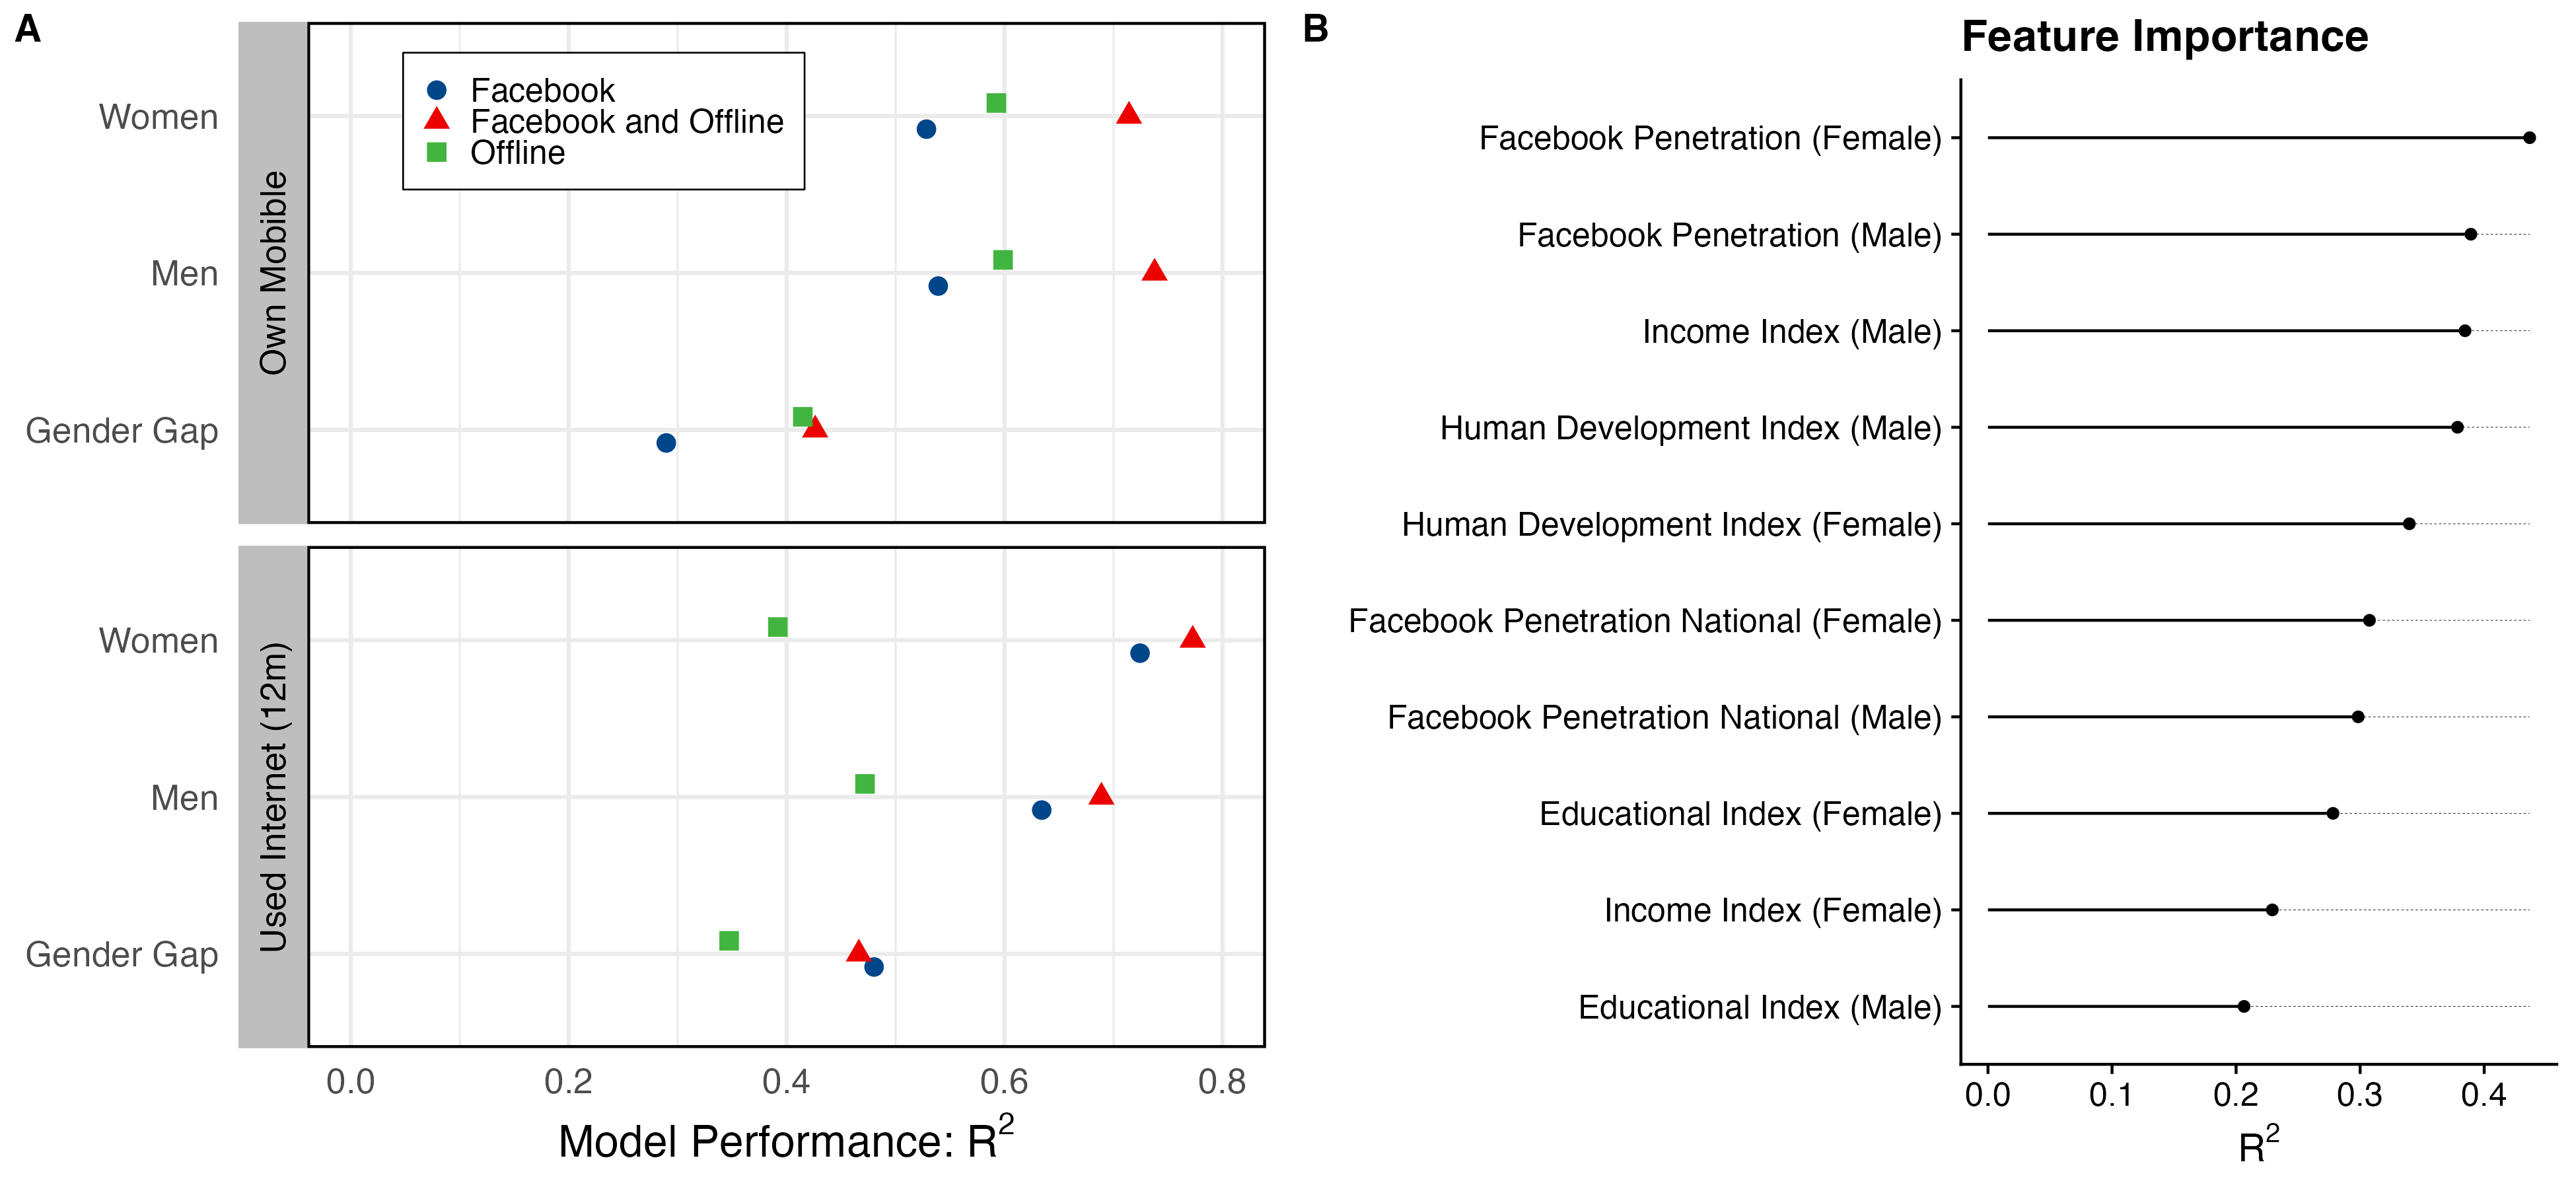 A
Own Mobible
Women
Men
Gender Gap
Facebook
Facebook and Offline
Offline
Used Internet (12m)
Women
Men
Gender Gap
0.0 0.2 0.4 0.6 0.8
Model Performance: R²
B
Feature Importance
Facebook Penetration (Female)
Facebook Penetration (Male)
Income Index (Male)
Human Development Index (Male)
Human Development Index (Female)
Facebook Penetration National (Female)
Facebook Penetration National (Male)
Educational Index (Female)
Income Index (Female)
Educational Index (Male)
0.0 0.1 0.2 0.3 0.4
R²